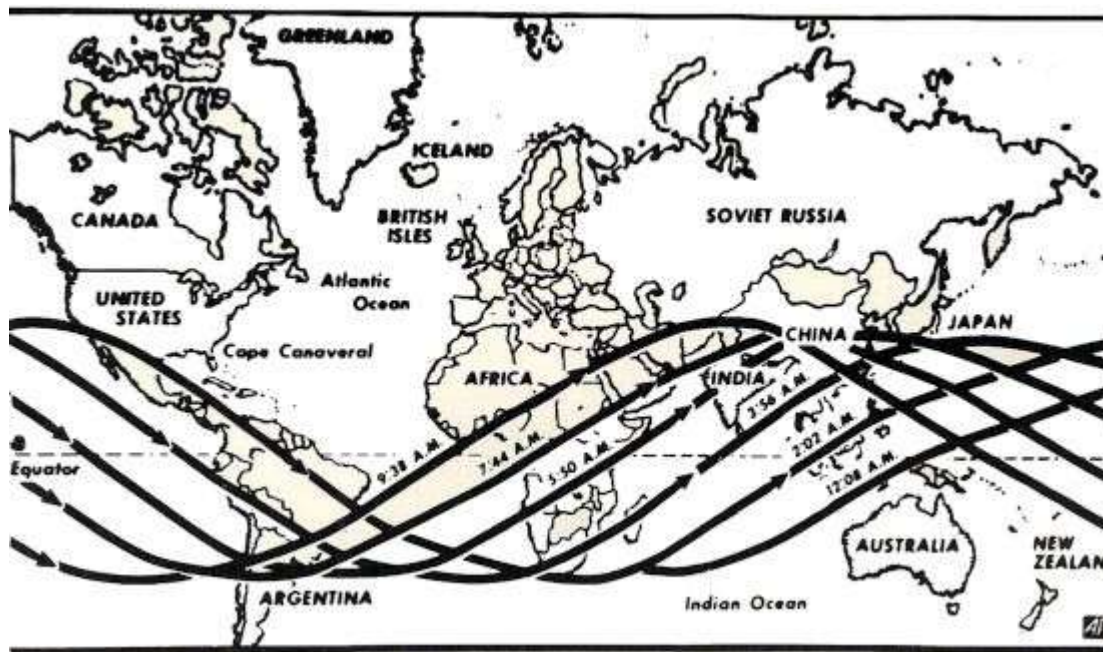 GREENLAND
ICELAND
CANADA
BRITISH
ISLES
SOVIET RUSSIA
Atlantic
Ocean
UNITED
STATES
JAPAN
CHINA
Cape Canaveral
AFRICA
INDIA
3:56 A.M.
2:02 A.M.
9:38 A.M.
7:44 A.M.
5:50 A.M.
12:08 A.M.
Equator
AUSTRALIA
NEW
ZEALAN
ARGENTINA
Indian Ocean